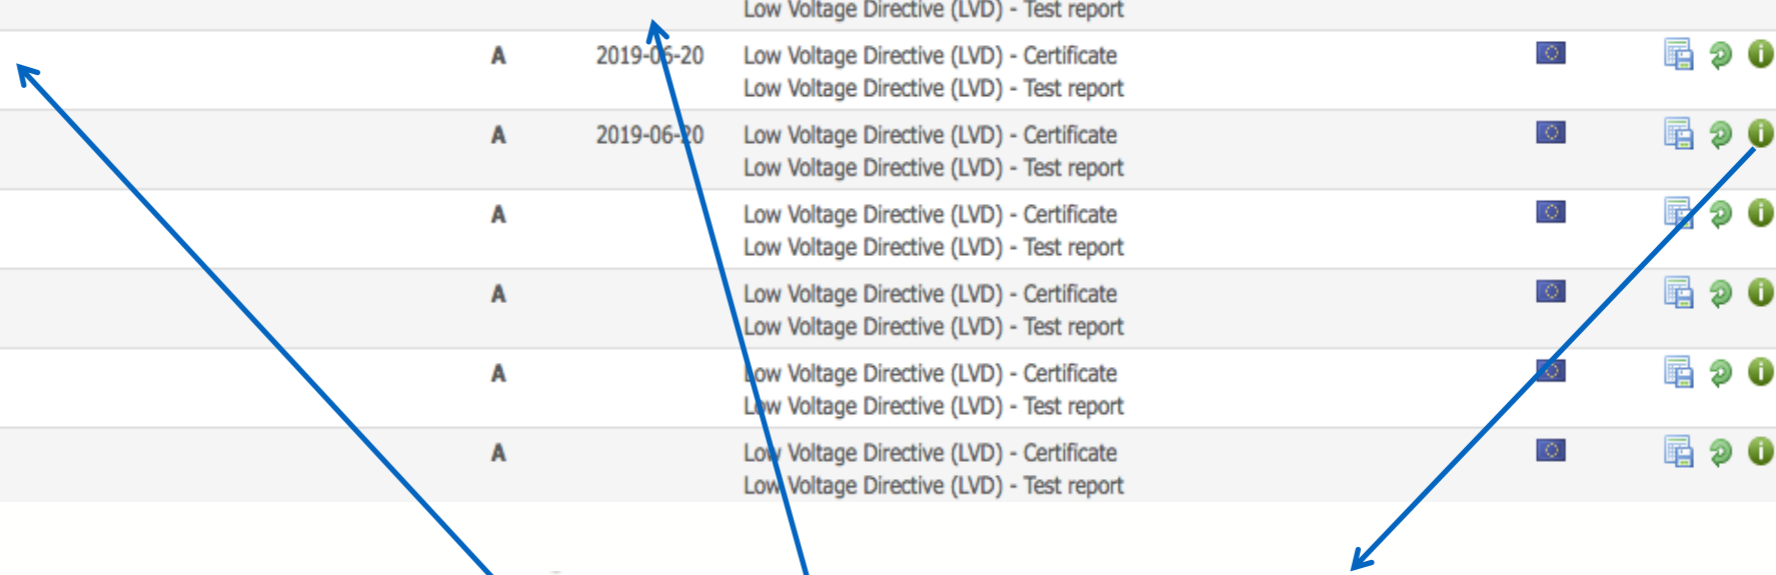 Low Voltage Directive (LVD) - Test report
A 2019-06-20 Low Voltage Directive (LVD) - Certificate
Low Voltage Directive (LVD) - Test report
A 2019-06-20 Low Voltage Directive (LVD) - Certificate
Low Voltage Directive (LVD) - Test report
A Low Voltage Directive (LVD) - Certificate
Low Voltage Directive (LVD) - Test report
A Low Voltage Directive (LVD) - Certificate
Low Voltage Directive (LVD) - Test report
A Low Voltage Directive (LVD) - Certificate
Low Voltage Directive (LVD) - Test report
A Low Voltage Directive (LVD) - Certificate
Low Voltage Directive (LVD) - Test report